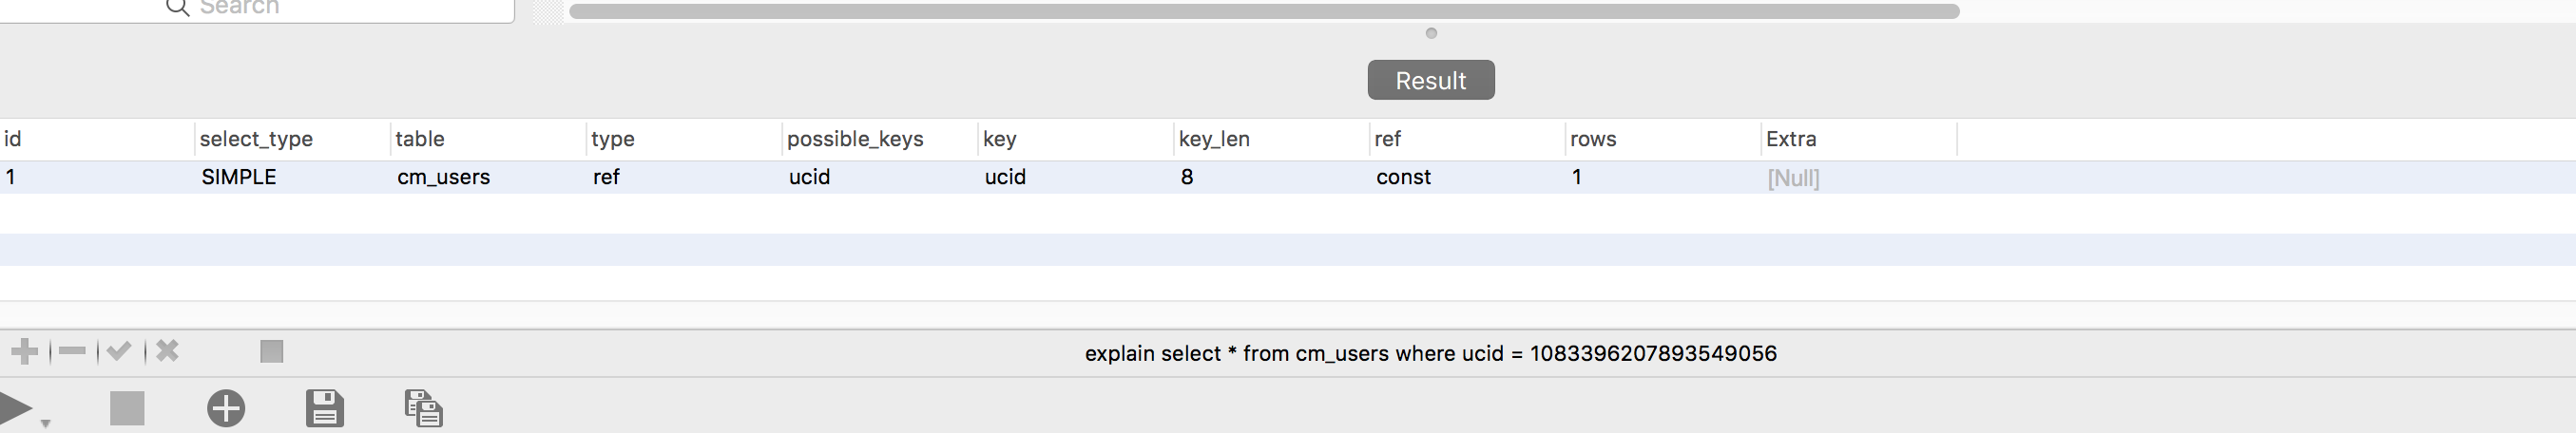 Search
Result
id select_type table type possible_keys key key_len ref rows Extra
1 SIMPLE cm_users ref ucid ucid 8 const 1 [Null]
explain select * from cm_users where ucid = 1083396207893549056